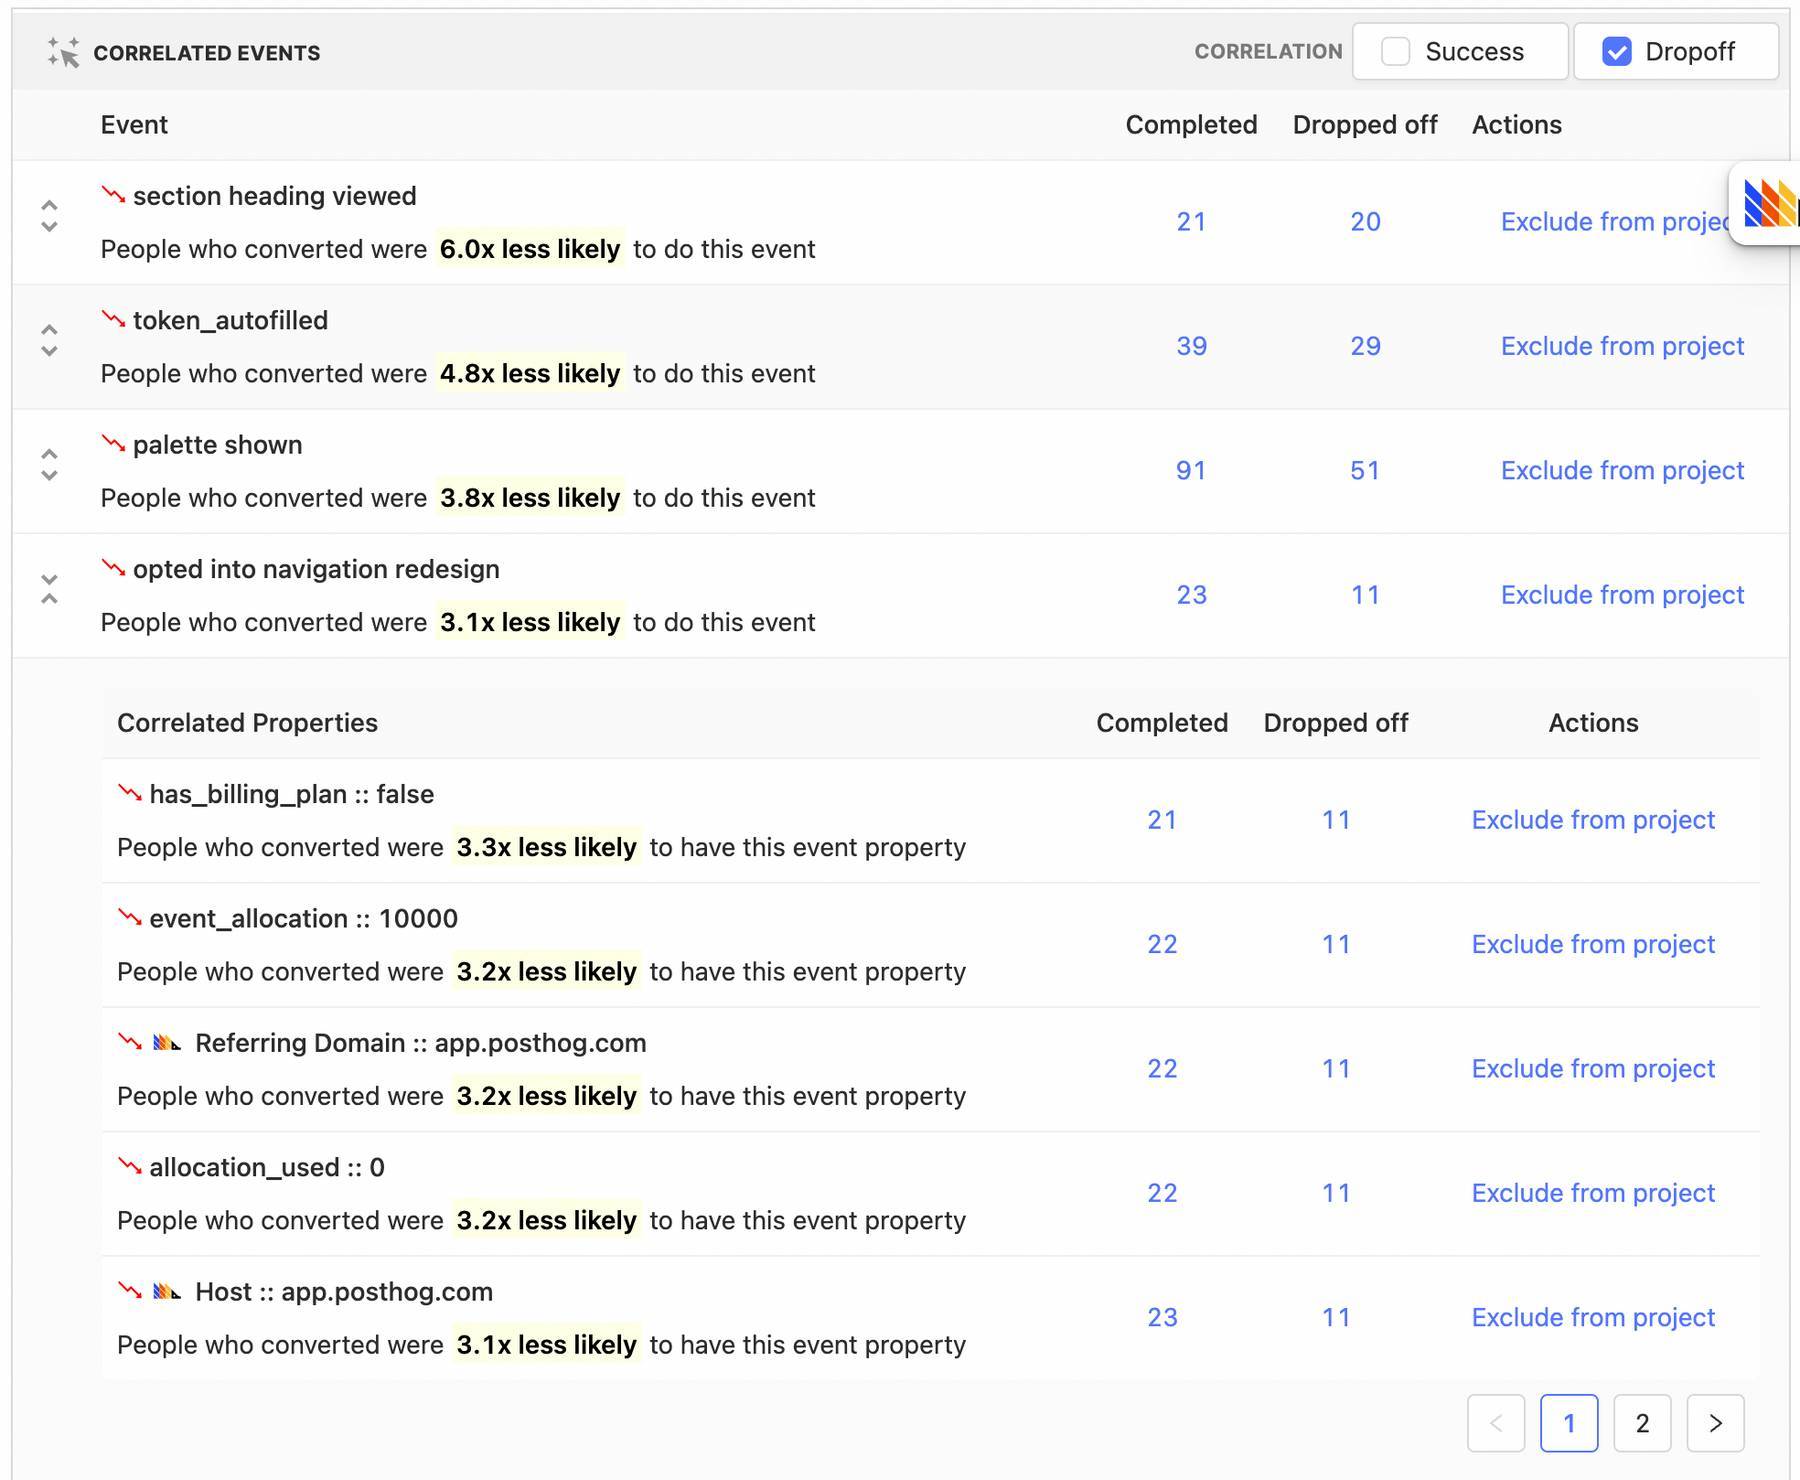 CORRELATED EVENTS CORRELATION Success Dropoff
Event Completed Dropped off Actions
section heading viewed
People who converted were 6.0x less likely to do this event 21 20 Exclude from
token_autofilled
People who converted were 4.8x less likely to do this event 39 29 Exclude from project
palette shown
People who converted were 3.8x less likely to do this event 91 51 Exclude from project
opted into navigation redesign
People who converted were 3.1x less likely to do this event 23 11 Exclude from project
Correlated Properties Completed Dropped off Actions
has_billing_plan :: false
People who converted were 3.3x less likely to have this event property 21 11 Exclude from project
event_allocation :: 10000
People who converted were 3.2x less likely to have this event property 22 11 Exclude from project
Referring Domain :: app.posthog.com
People who converted were 3.2x less likely to have this event property 22 11 Exclude from project
allocation_used :: 0
People who converted were 3.2x less likely to have this event property 22 11 Exclude from project
Host :: app.posthog.com
People who converted were 3.1x less likely to have this event property 23 11 Exclude from project
< 1 2 >